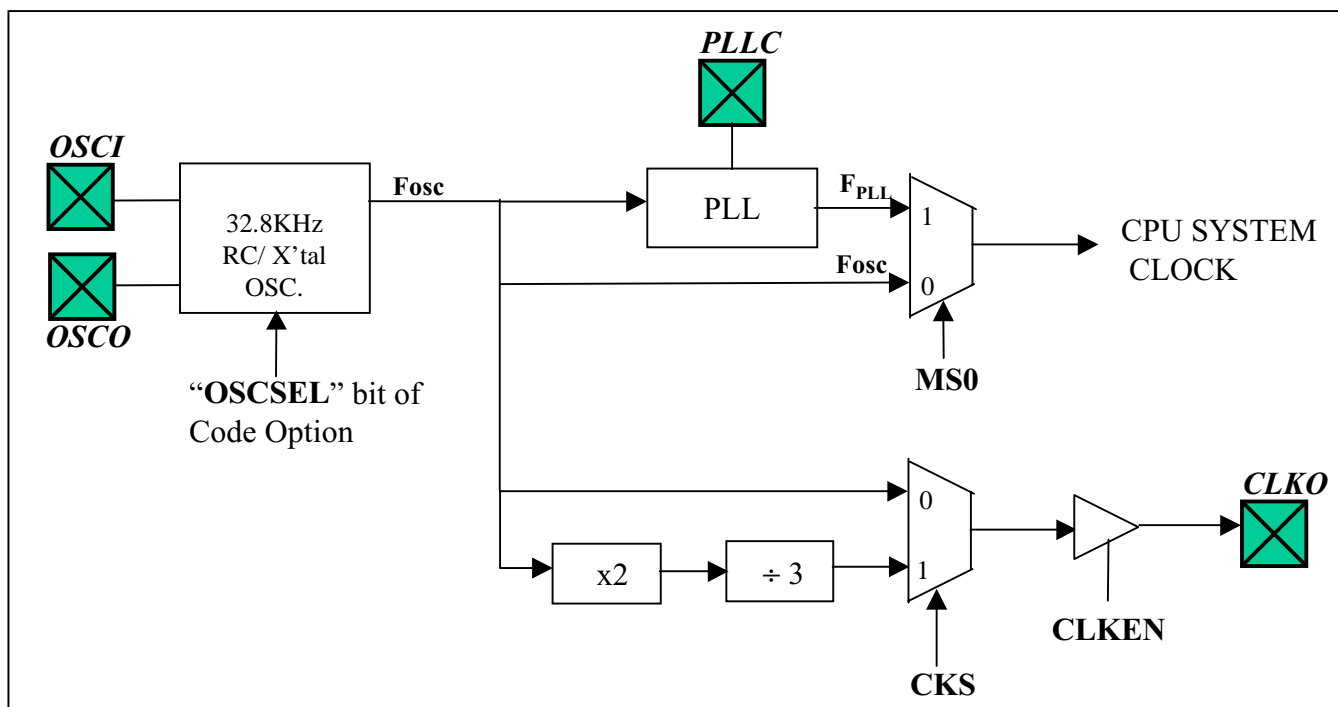 PLLC
OSCI
Fosc
F_PLL
PLL
1
32.8KHz
RC/ X’tal
OSC.
CPU SYSTEM
CLOCK
Fosc
0
OSCO
MS0
“OSCSEL” bit of
Code Option
0
CLKO
x2
÷ 3
1
CLKEN
CKS